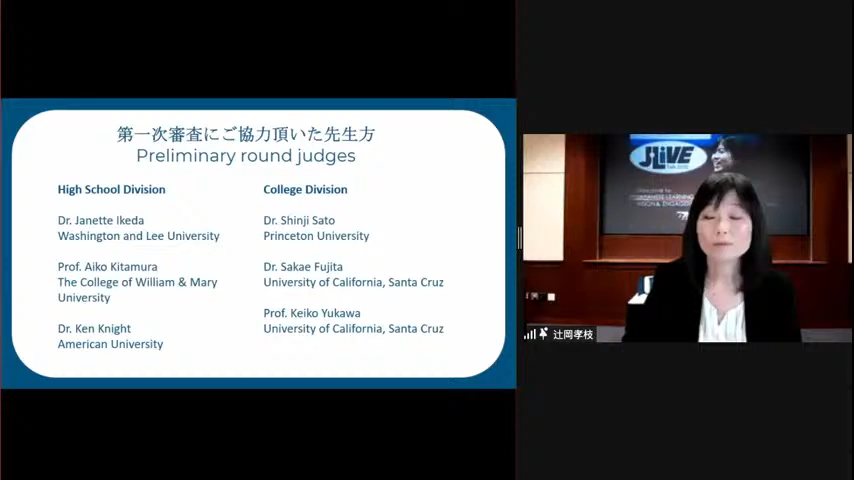 第一次審査にご協力頂いた先生方
Preliminary round judges
High School Division
Dr. Janette Ikeda
Washington and Lee University
Prof. Aiko Kitamura
The College of William & Mary
University
Dr. Ken Knight
American University
College Division
Dr. Shinji Sato
Princeton University
Dr. Sakae Fujita
University of California, Santa Cruz
Prof. Keiko Yukawa
University of California, Santa Cruz
J.LIVE
辻岡孝枝